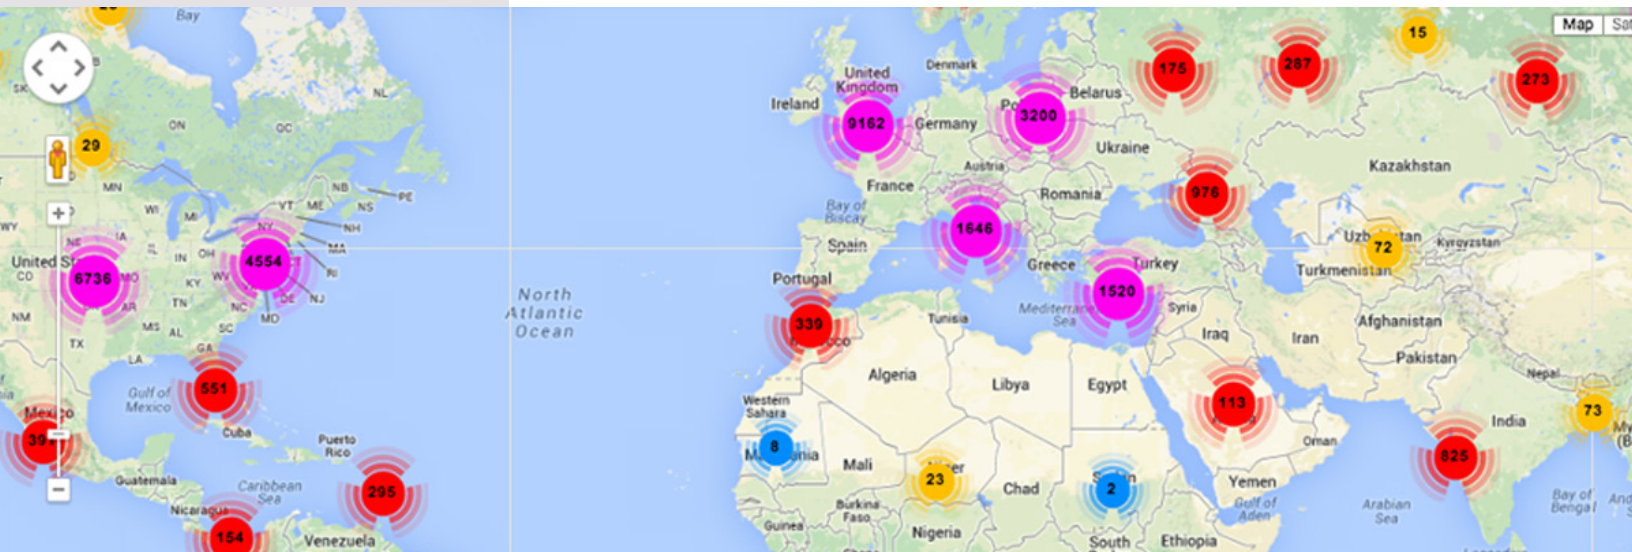 Bay
15
Map
B
NL
SK
175
287
273
Denmark
United
Kingdom
Ireland
Belarus
9162
Germany
3200
ON
QC
29
Ukraine
Austria
Kazakhstan
MN
NB
PE
France
Romania
976
WI
MI
VT
ME
NS
Bay of
Biscay
WY
NY
NH
1646
72
Kyrgyzstan
NE
IA
MA
Spain
IL
IN
OH
4554
Greece
Turkey
Turkmenistan
CO
6736
MO
KY
WV
RI
Portugal
1520
AR
TN
NC
DE
NJ
North
Atlantic
Ocean
Mediterranean
Sea
Syria
NM
MD
339
Tunisia
Afghanistan
MS
AL
SC
Iraq
Iran
TX
GA
LA
Pakistan
Algeria
Libya
Egypt
Nepal
551
Gulf of
Mexico
Western
Sahara
113
73
Mexico
India
Cuba
Puerto
Rico
8
Oman
825
Mali
Guatemala
23
Chad
2
Yemen
Caribbean
Sea
295
Burkina
Faso
Gulf of
Aden
Arabian
Sea
Bay of
Bengal
Nicaragua
Guinea
154
Venezuela
Nigeria
South
Ethiopia